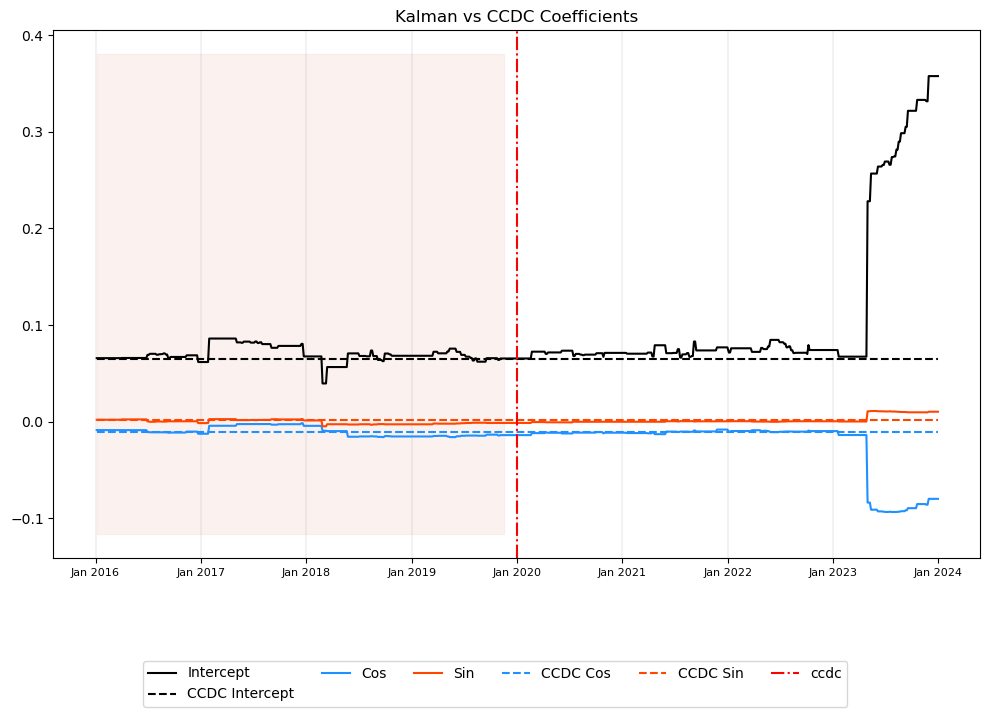 Kalman vs CCDC Coefficients
0.4
0.3
0.2
0.1
0.0
−0.1
Jan 2016 Jan 2017 Jan 2018 Jan 2019 Jan 2020 Jan 2021 Jan 2022 Jan 2023 Jan 2024
Intercept Cos Sin CCDC Cos CCDC Sin ccdc
CCDC Intercept